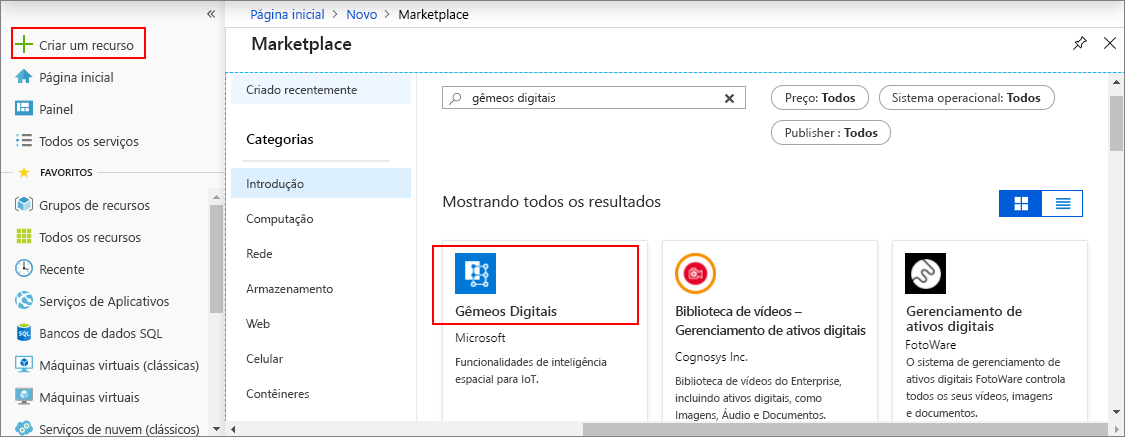 «
Criar um recurso
Página inicial
Painel
Todos os serviços
FAVORITOS
Grupos de recursos
Todos os recursos
Recente
Serviços de Aplicativos
Bancos de dados SQL
SQL
Máquinas virtuais (clássicas)
Máquinas virtuais
Serviços de nuvem (clássicos)
Página inicial > Novo > Marketplace
Marketplace
Criado recentemente
Categorias
Introdução
Computação
Rede
Armazenamento
Web
Celular
Contêineres
gêmeos digitais
Preço: Todos
Sistema operacional: Todos
Publisher : Todos
Mostrando todos os resultados
Gêmeos Digitais
Microsoft
Funcionalidades de inteligência
espacial para IoT.
Biblioteca de vídeos –
Gerenciamento de ativos digitais
Cognosys Inc.
Biblioteca de vídeos do Enterprise,
incluindo ativos digitais, como
Imagens, Áudio e Documentos.
Gerenciamento de
ativos digitais
FotoWare
O sistema de gerenciamento de
ativos digitais FotoWare controla
todos os seus vídeos, imagens
e documentos.